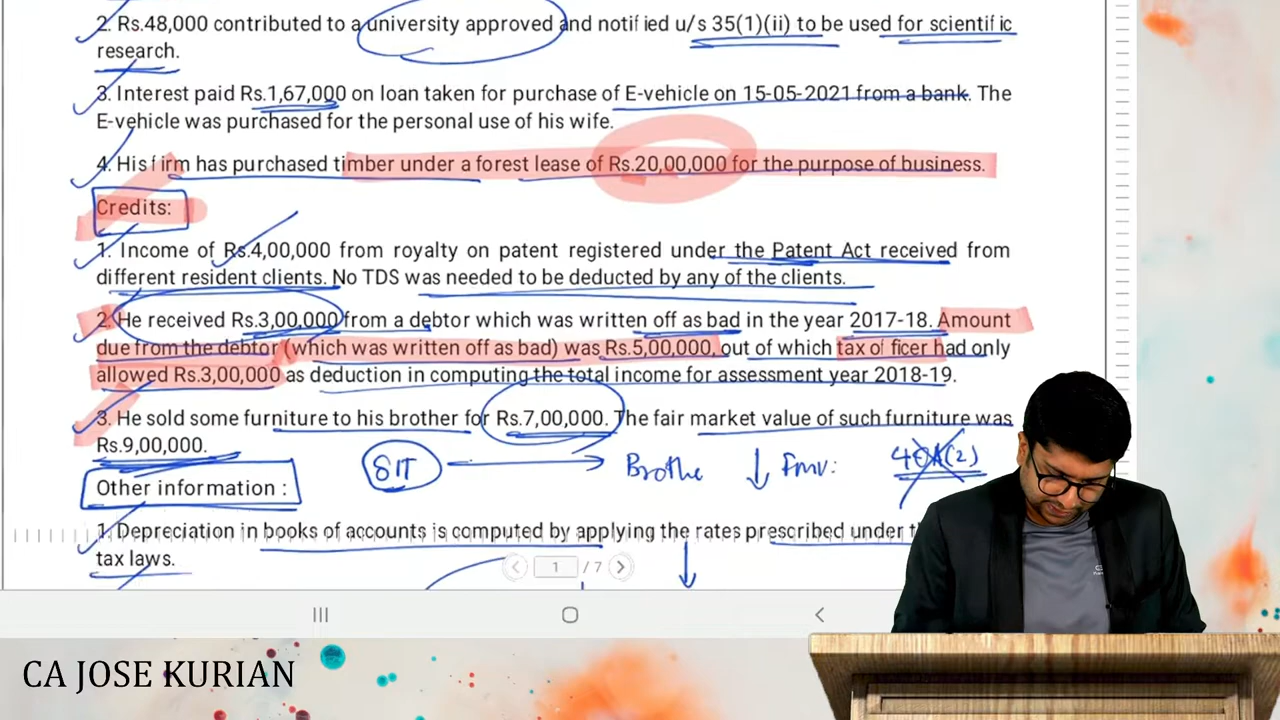 2. Rs.48,000 contributed to a university approved and notified u/s 35(1)(ii) to be used for scientific
research.
3. Interest paid Rs.1,67,000 on loan taken for purchase of E-vehicle on 15-05-2021 from a bank. The
E-vehicle was purchased for the personal use of his wife.
4. His firm has purchased timber under a forest lease of Rs.20,00,000 for the purpose of business.
Credits:
1. Income of Rs.4,00,000 from royalty on patent registered under the Patent Act received from
different resident clients. No TDS was needed to be deducted by any of the clients.
2. He received Rs.3,00,000 from a debtor which was written off as bad in the year 2017-18. Amount
due from the debtor (which was written off as bad) was Rs.5,00,000, out of which tax officer had only
allowed Rs.3,00,000 as deduction in computing the total income for assessment year 2018-19.
3. He sold some furniture to his brother for Rs.7,00,000. The fair market value of such furniture was
Rs.9,00,000.
SIT → Brothe ↓ Fmv: 40A(2)
Other information :
1. Depreciation in books of accounts is computed by applying the rates prescribed under
tax laws.
1 / 7
CA JOSE KURIAN